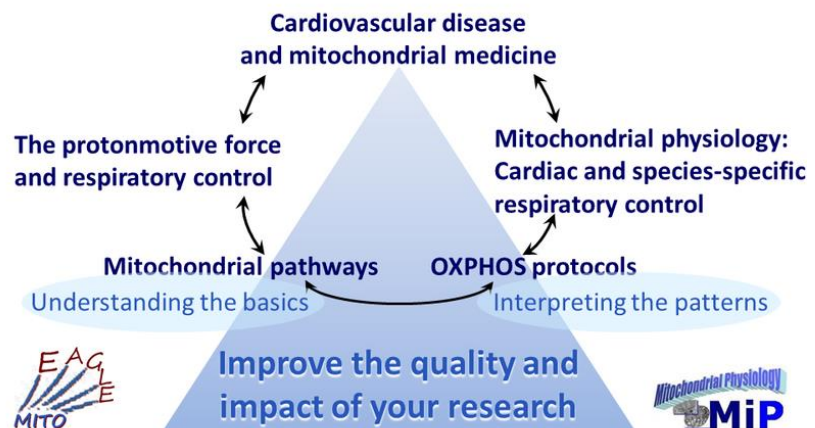 Cardiovascular disease
and mitochondrial medicine
The protonmotive force
and respiratory control
Mitochondrial physiology:
Cardiac and species-specific
respiratory control
Mitochondrial pathways
OXPHOS protocols
Understanding the basics
Interpreting the patterns
Improve the quality and
impact of your research
EAGLE
MITO
Mitochondrial Physiology
MiP